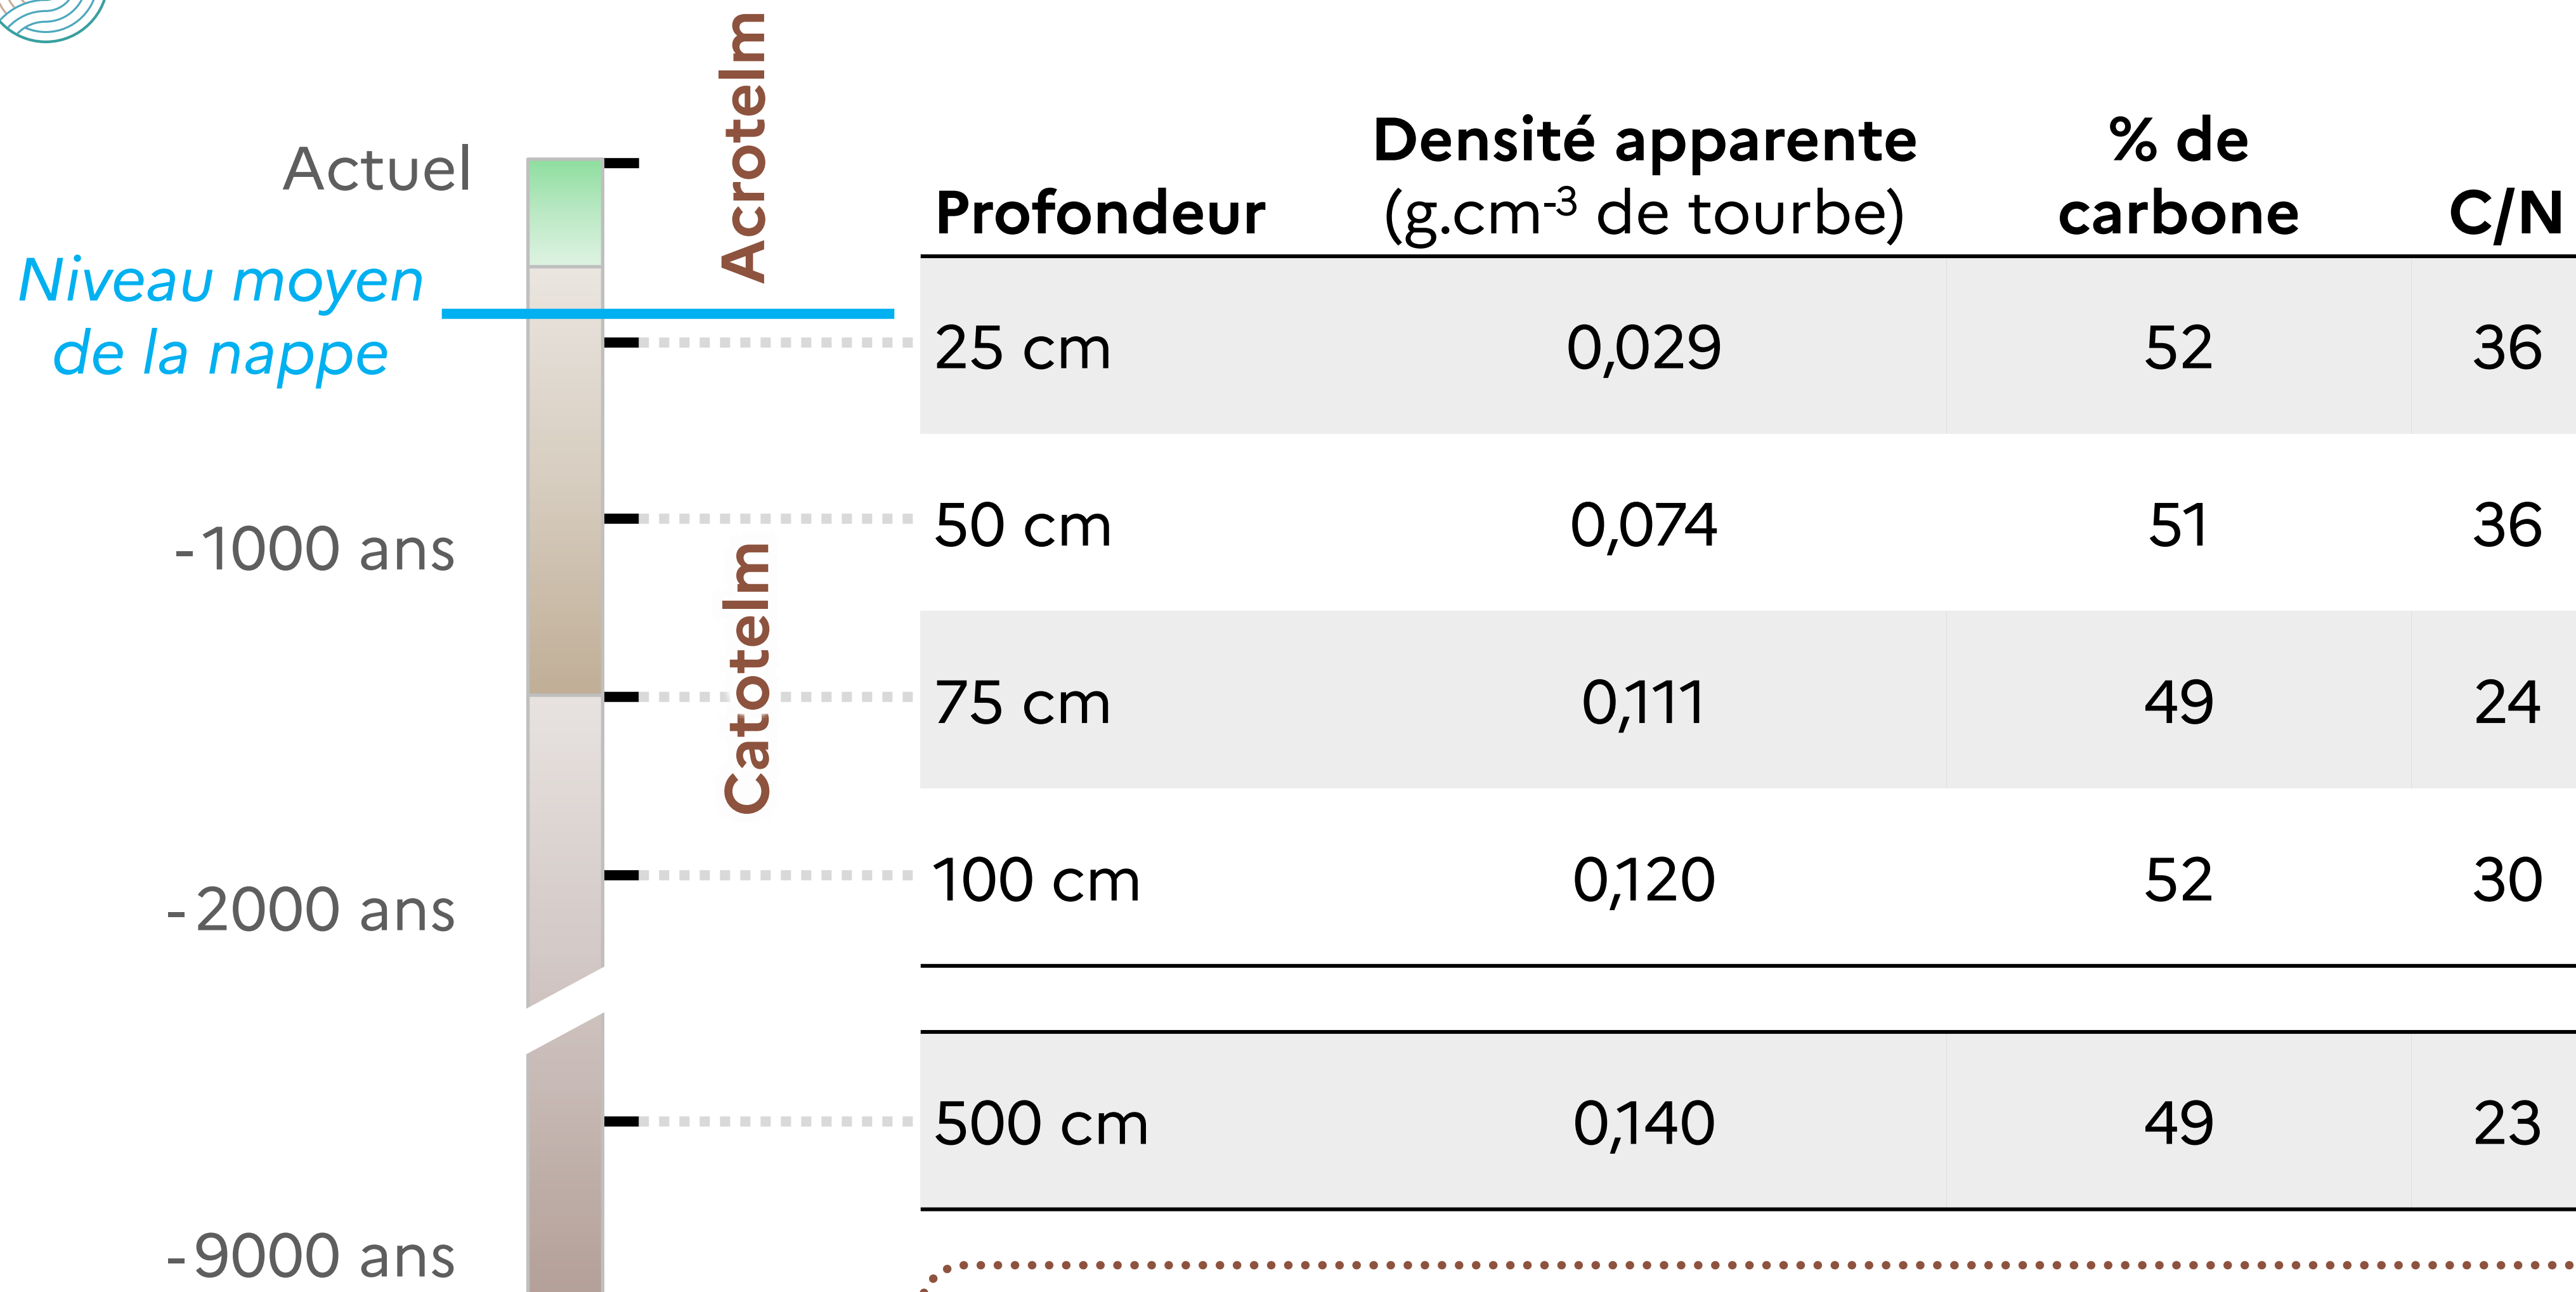 Acrotelm
Actuel
Niveau moyen
de la nappe
-1000 ans
Catotelm
-2000 ans
-9000 ans
Profondeur Densité apparente (g.cm⁻³ de tourbe) % de carbone C/N
25 cm 0,029 52 36
50 cm 0,074 51 36
75 cm 0,111 49 24
100 cm 0,120 52 30
500 cm 0,140 49 23